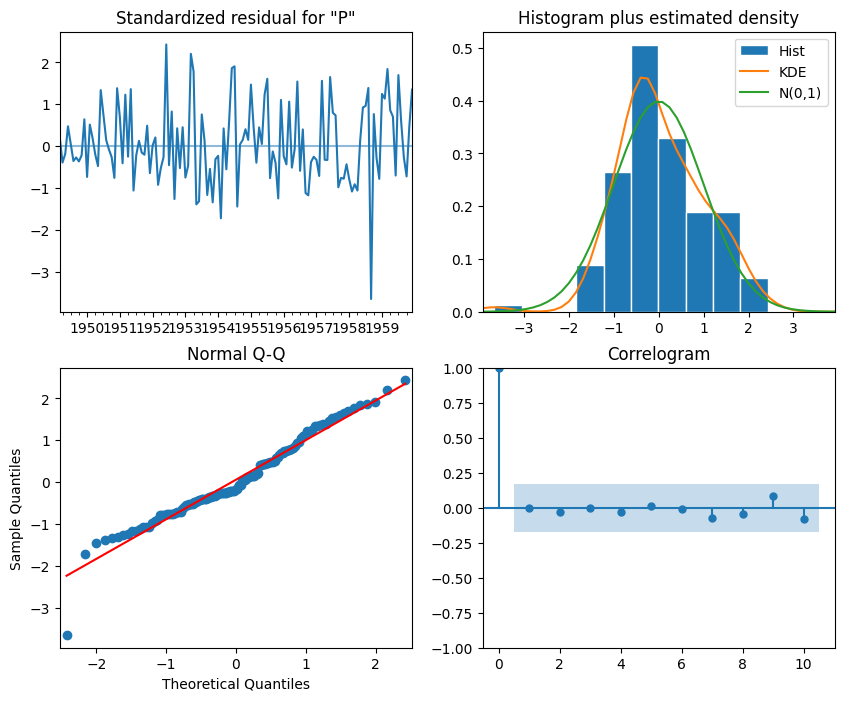 Standardized residual for "P"
2
1
0
−1
−2
−3
1950 1951 1952 1953 1954 1955 1956 1957 1958 1959
Histogram plus estimated density
0.5
0.4
0.3
0.2
0.1
0.0
−3 −2 −1 0 1 2 3
Hist
KDE
N(0,1)
Normal Q-Q
Sample Quantiles
2
1
0
−1
−2
−3
−2 −1 0 1 2
Theoretical Quantiles
Correlogram
1.00
0.75
0.50
0.25
0.00
−0.25
−0.50
−0.75
−1.00
0 2 4 6 8 10